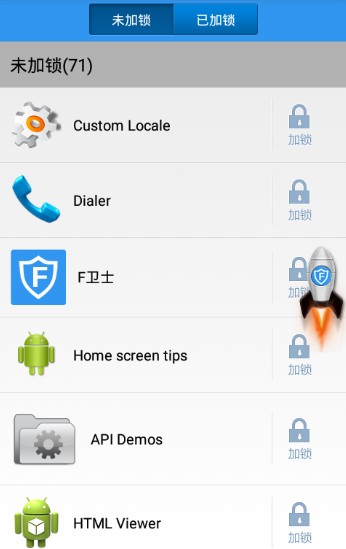 未加锁
已加锁
未加锁(71)
Custom Locale
加锁
Dialer
加锁
F卫士
加锁
Home screen tips
加锁
API Demos
加锁
HTML Viewer
加锁